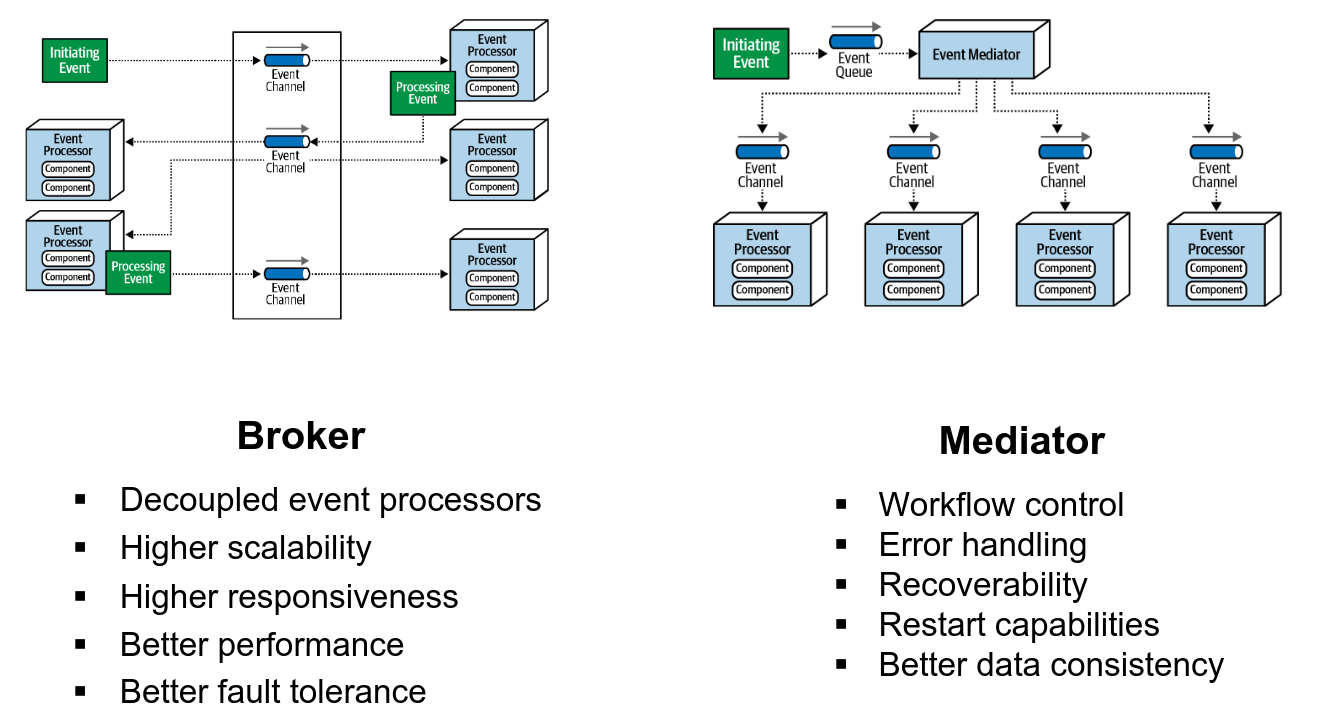 Initiating
Event
Event
Channel
Event
Processor
Component
Component
Processing
Event
Event
Processor
Component
Component
Event
Channel
Event
Processor
Component
Component
Event
Processor
Component
Component
Processing
Event
Event
Channel
Event
Processor
Component
Component
Broker
▪ Decoupled event processors
▪ Higher scalability
▪ Higher responsiveness
▪ Better performance
▪ Better fault tolerance
Initiating
Event
Event
Queue
Event Mediator
Event
Channel
Event
Channel
Event
Channel
Event
Channel
Event
Processor
Component
Component
Event
Processor
Component
Component
Event
Processor
Component
Component
Event
Processor
Component
Component
Mediator
▪ Workflow control
▪ Error handling
▪ Recoverability
▪ Restart capabilities
▪ Better data consistency